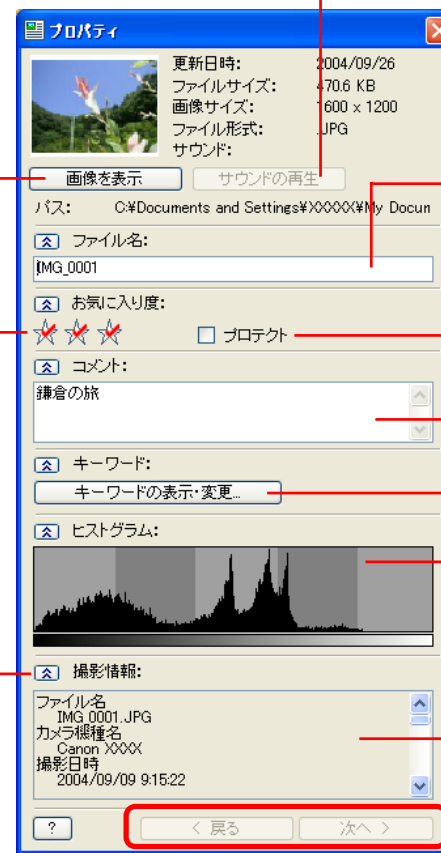 プロパティ
更新日時: 2004/09/26
ファイルサイズ: 470.6 KB
画像サイズ: 1600 x 1200
ファイル形式: .JPG
サウンド:
画像を表示 サウンドの再生
パス: C:¥Documents and Settings¥XXXXX¥My Docum
ファイル名:
IMG_0001
お気に入り度:
プロテクト
コメント:
鎌倉の旅
キーワード:
キーワードの表示・変更...
ヒストグラム:
撮影情報:
ファイル名
IMG_0001.JPG
カメラ機種名
Canon XXXX
撮影日時
2004/09/09 9:15:22
? < 戻る 次へ >